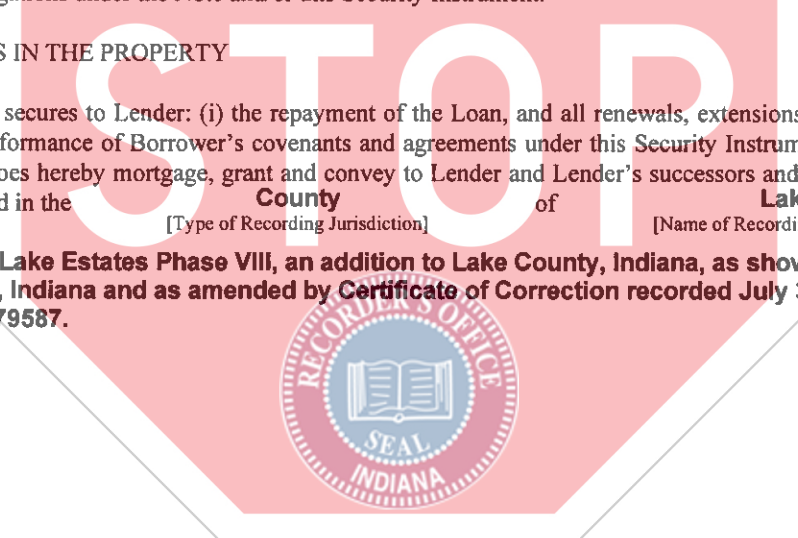 S IN THE PROPERTY
secures to Lender: (i) the repayment of the Loan, and all renewals, extensions
formance of Borrower's covenants and agreements under this Security Instrum
oes hereby mortgage, grant and convey to Lender and Lender's successors and
d in the County of Lak
[Type of Recording Jurisdiction] [Name of Recordi
Lake Estates Phase VIII, an addition to Lake County, Indiana, as show
, Indiana and as amended by Certificate of Correction recorded July 3
79587.
STOP
RECORDER'S OFFICE
SEAL
INDIANA